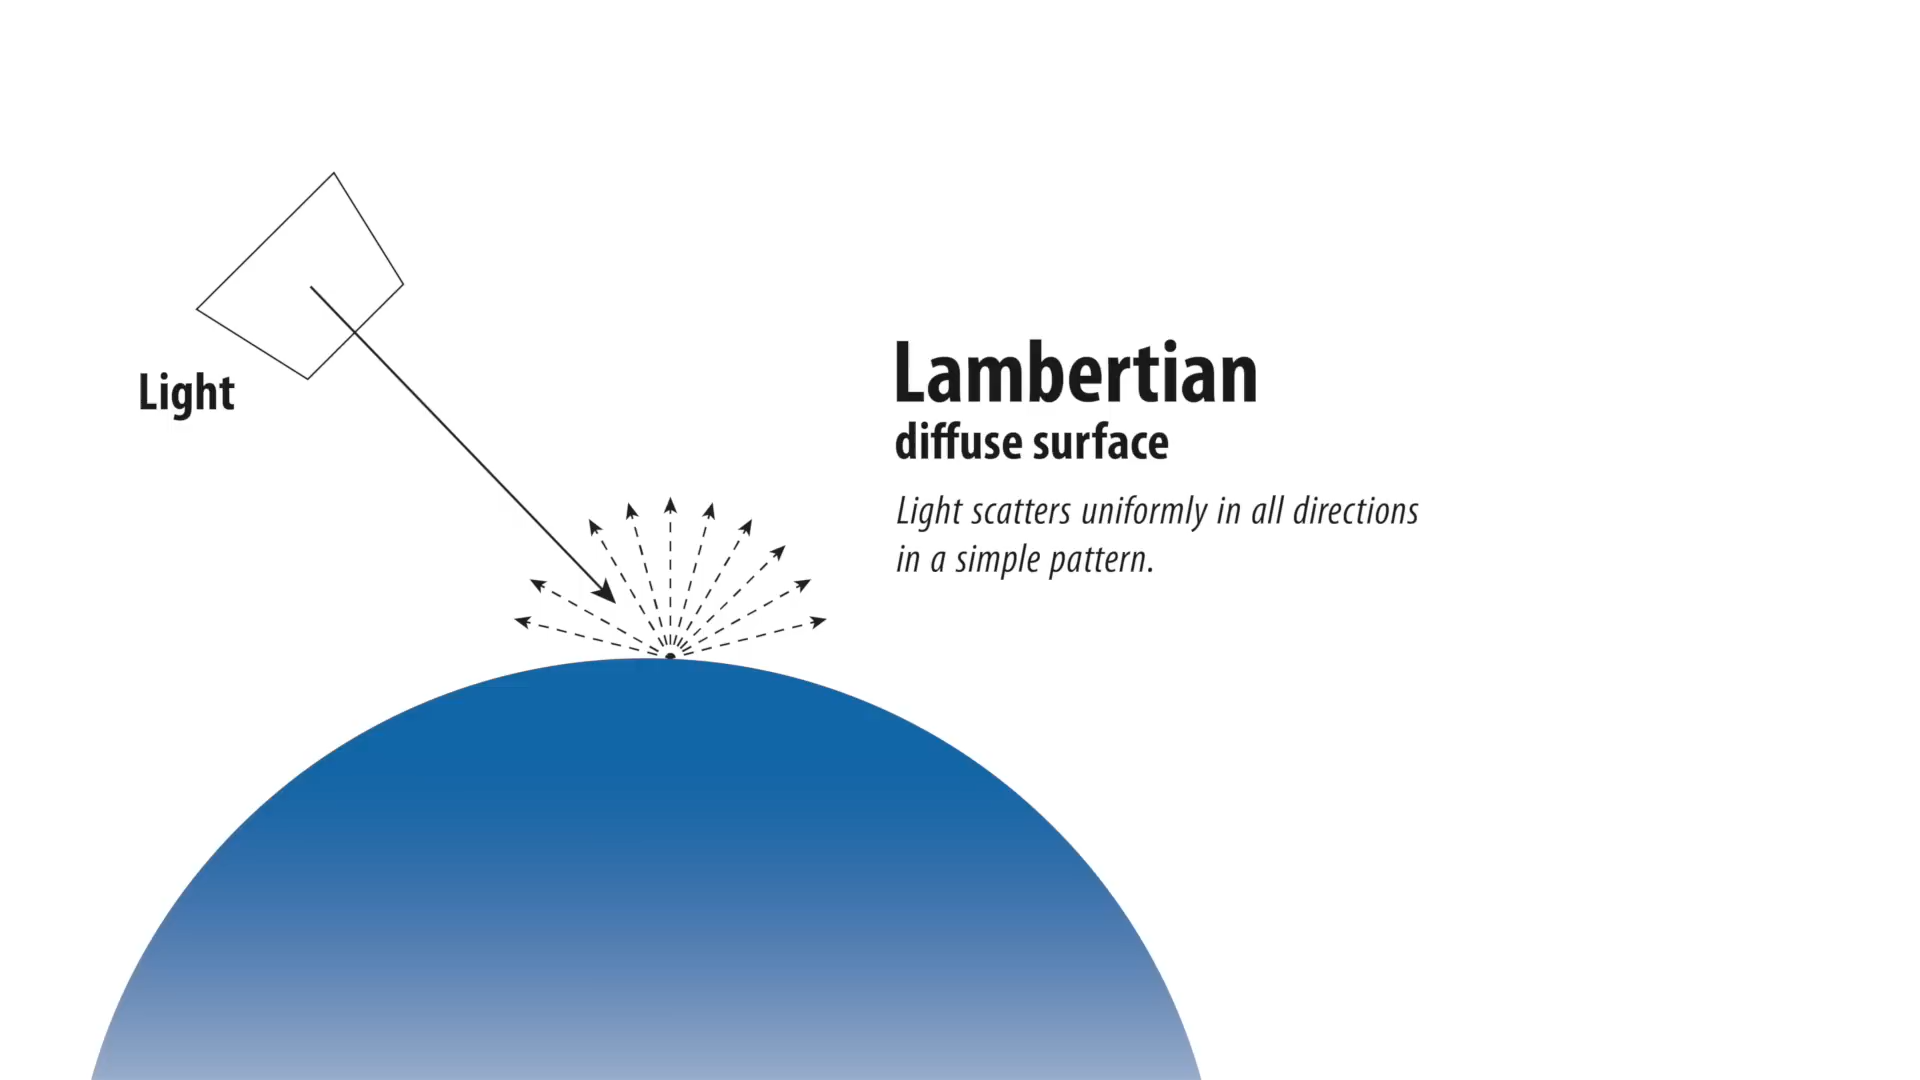 Light
Lambertian
diffuse surface
Light scatters uniformly in all directions
in a simple pattern.